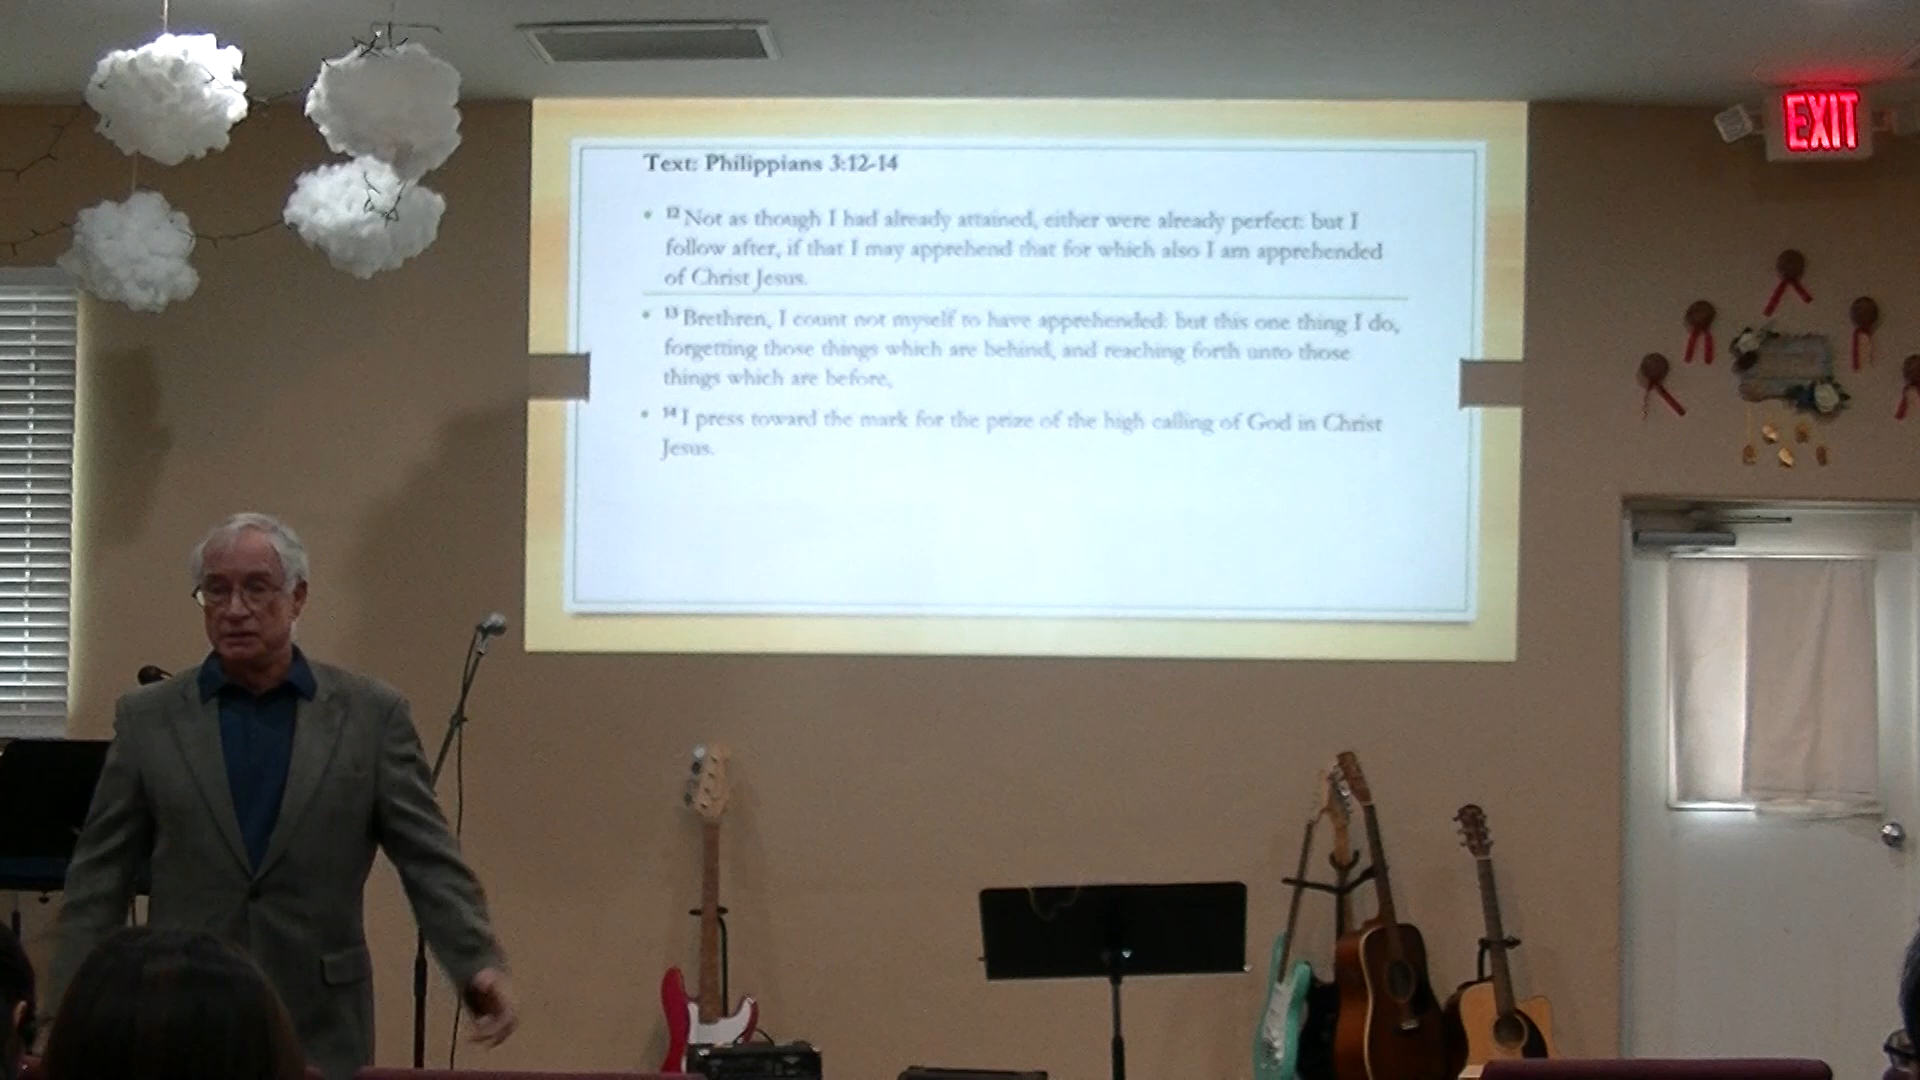 Text: Philippians 3:12-14
• 12 Not as though I had already attained, either were already perfect: but I
follow after, if that I may apprehend that for which also I am apprehended
of Christ Jesus.
• 13 Brethren, I count not myself to have apprehended: but this one thing I do,
forgetting those things which are behind, and reaching forth unto those
things which are before,
• 14 I press toward the mark for the prize of the high calling of God in Christ
Jesus.
EXIT